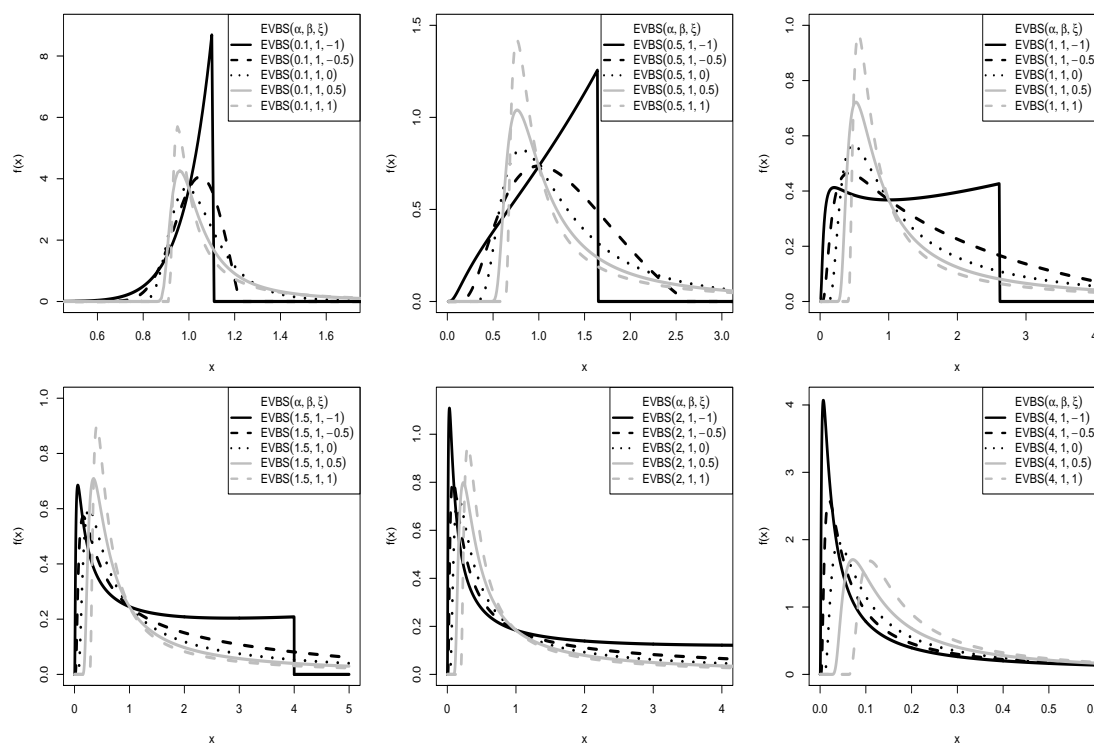 EVBS(α, β, ξ)
EVBS(0.1, 1, −1)
EVBS(0.1, 1, −0.5)
EVBS(0.1, 1, 0)
EVBS(0.1, 1, 0.5)
EVBS(0.1, 1, 1)
f(x)
0 2 4 6 8
0.6 0.8 1.0 1.2 1.4 1.6
x
EVBS(α, β, ξ)
EVBS(0.5, 1, −1)
EVBS(0.5, 1, −0.5)
EVBS(0.5, 1, 0)
EVBS(0.5, 1, 0.5)
EVBS(0.5, 1, 1)
f(x)
0.0 0.5 1.0 1.5
0.0 0.5 1.0 1.5 2.0 2.5 3.0
x
EVBS(α, β, ξ)
EVBS(1, 1, −1)
EVBS(1, 1, −0.5)
EVBS(1, 1, 0)
EVBS(1, 1, 0.5)
EVBS(1, 1, 1)
f(x)
0.0 0.2 0.4 0.6 0.8 1.0
0 1 2 3 4
x
EVBS(α, β, ξ)
EVBS(1.5, 1, −1)
EVBS(1.5, 1, −0.5)
EVBS(1.5, 1, 0)
EVBS(1.5, 1, 0.5)
EVBS(1.5, 1, 1)
f(x)
0.0 0.2 0.4 0.6 0.8 1.0
0 1 2 3 4 5
x
EVBS(α, β, ξ)
EVBS(2, 1, −1)
EVBS(2, 1, −0.5)
EVBS(2, 1, 0)
EVBS(2, 1, 0.5)
EVBS(2, 1, 1)
f(x)
0.0 0.2 0.4 0.6 0.8 1.0
0 1 2 3 4
x
EVBS(α, β, ξ)
EVBS(4, 1, −1)
EVBS(4, 1, −0.5)
EVBS(4, 1, 0)
EVBS(4, 1, 0.5)
EVBS(4, 1, 1)
f(x)
0 1 2 3 4
0.0 0.1 0.2 0.3 0.4 0.5
x